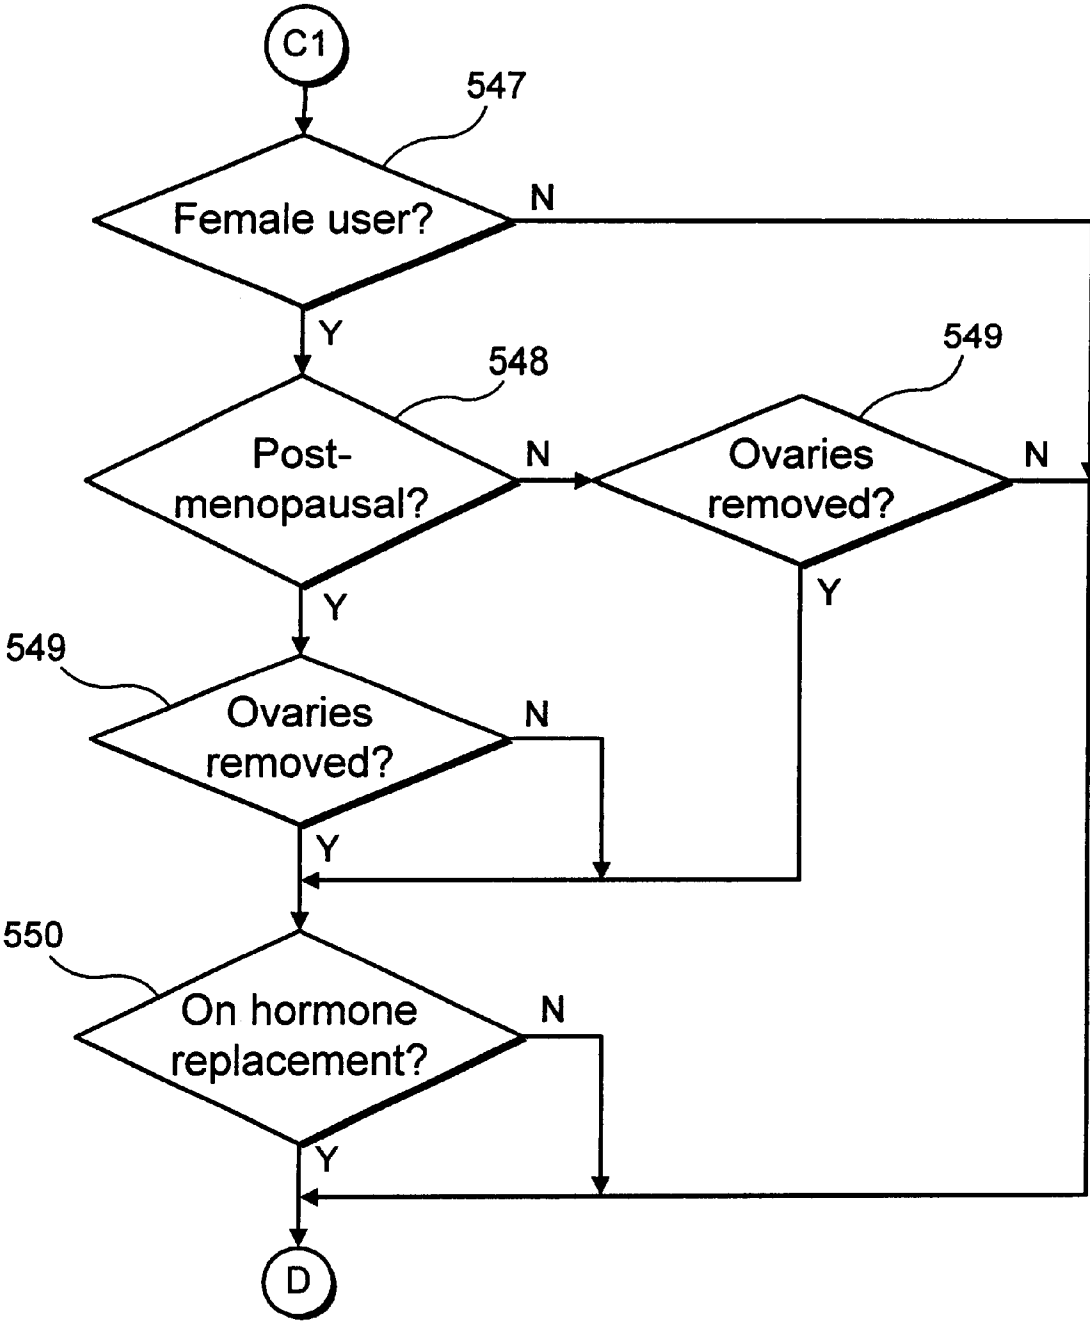 C1
547
Female user?
N
Y
548
549
Post-
menopausal?
N
Ovaries
removed?
N
Y
Y
549
Ovaries
removed?
N
Y
550
On hormone
replacement?
N
Y
D